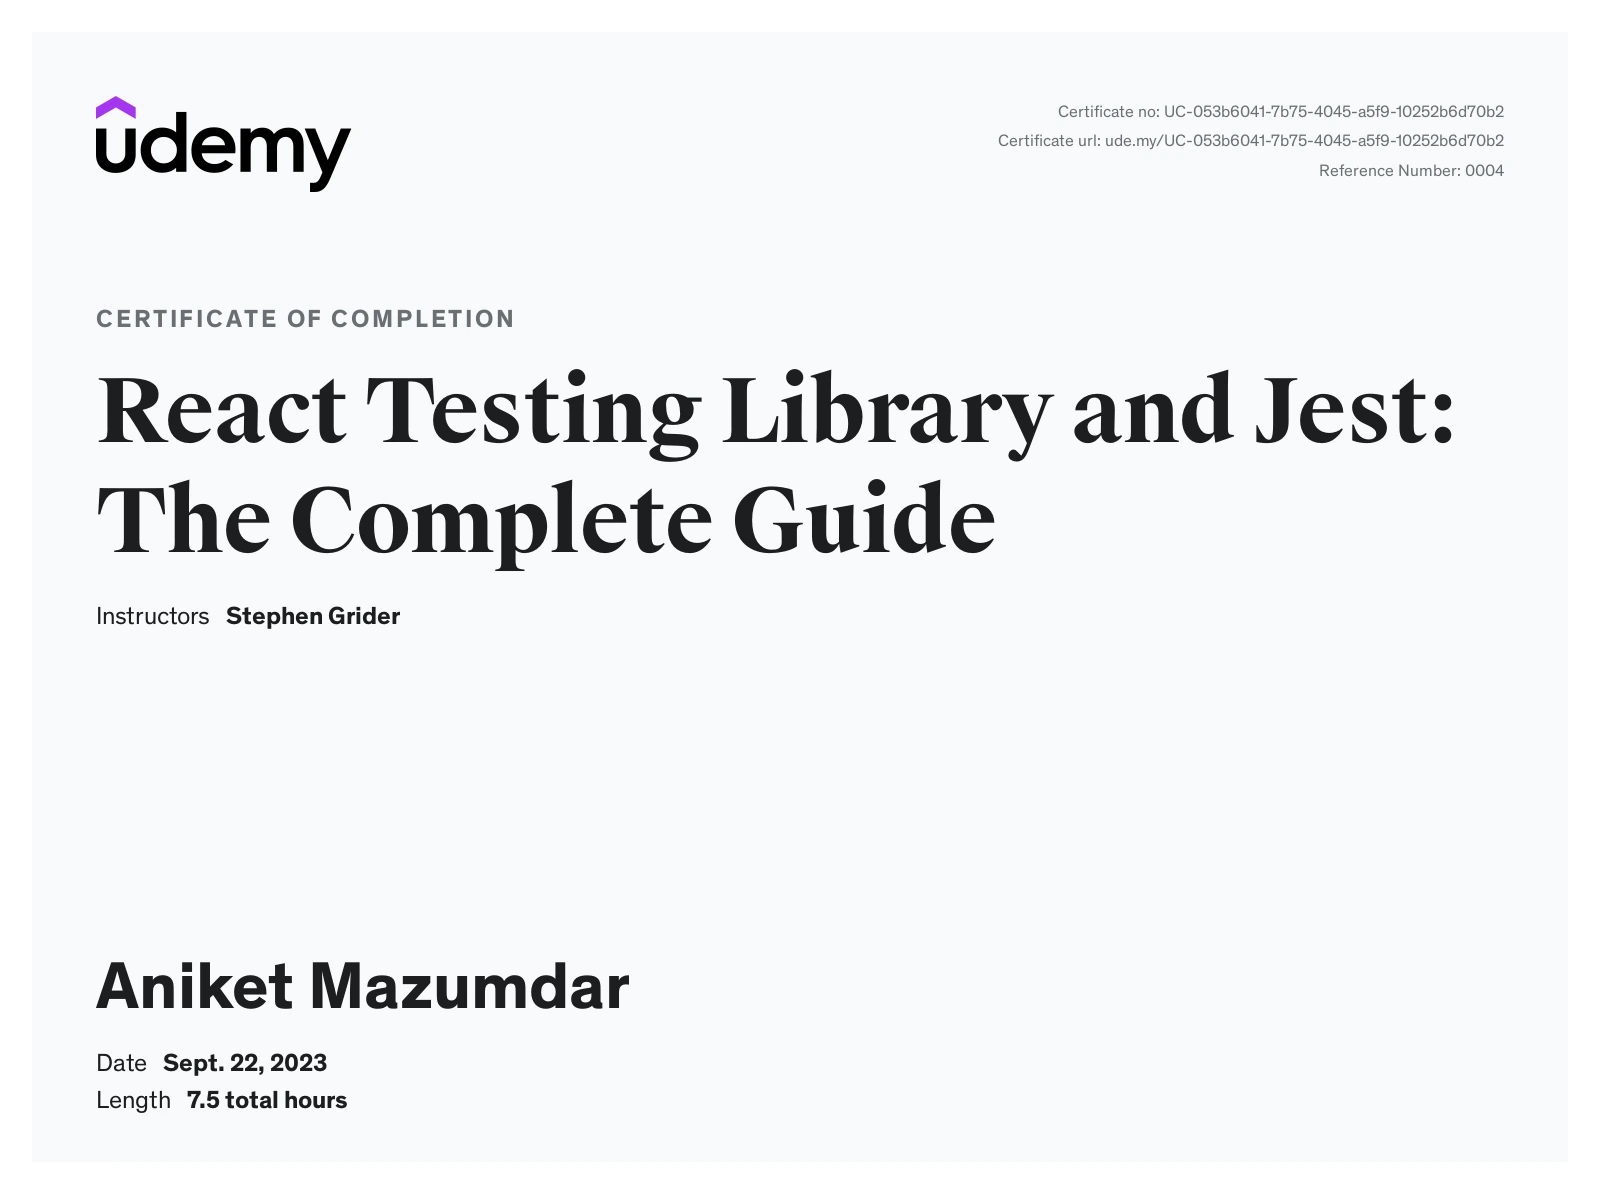 udemy
Certificate no: UC-053b6041-7b75-4045-a5f9-10252b6d70b2
Certificate url: ude.my/UC-053b6041-7b75-4045-a5f9-10252b6d70b2
Reference Number: 0004
CERTIFICATE OF COMPLETION
React Testing Library and Jest:
The Complete Guide
Instructors Stephen Grider
Aniket Mazumdar
Date Sept. 22, 2023
Length 7.5 total hours